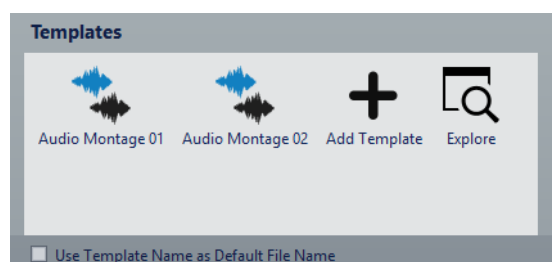 Templates
Audio Montage 01 Audio Montage 02 Add Template Explore
Use Template Name as Default File Name